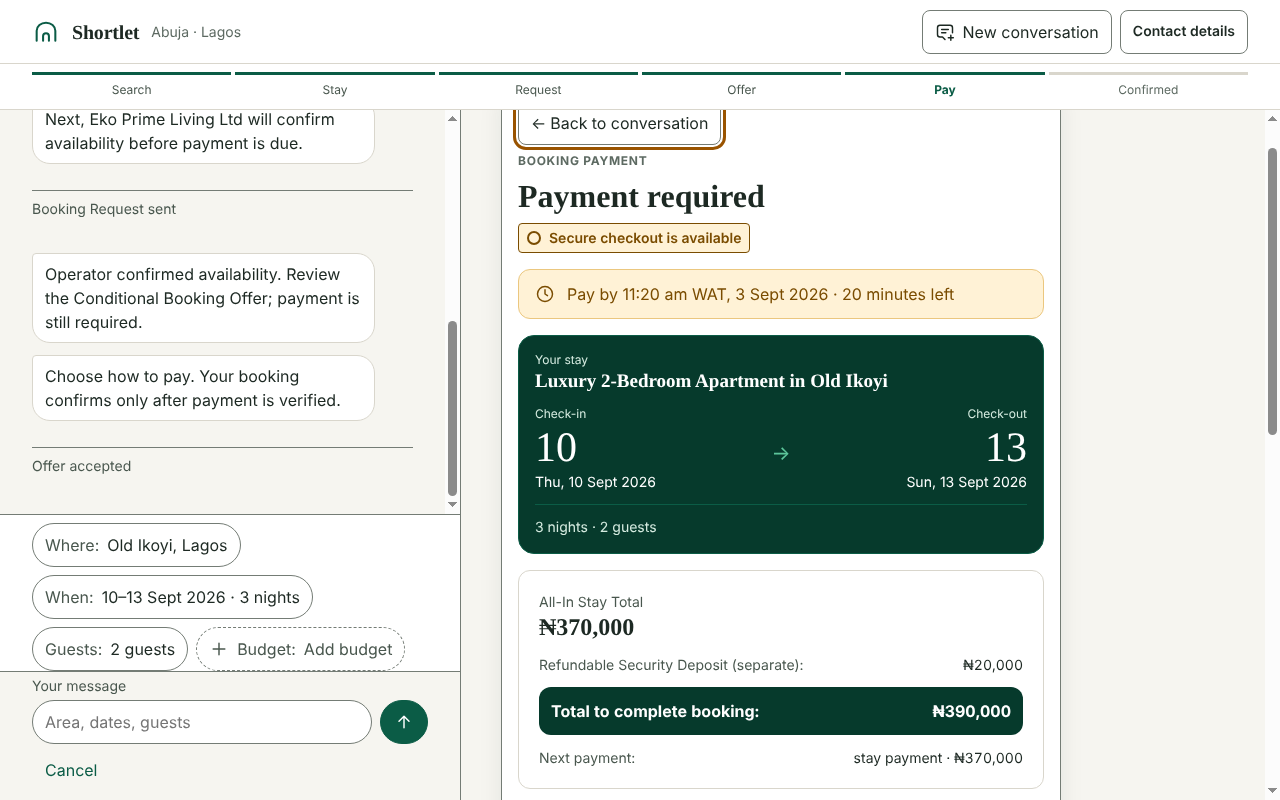 Shortlet
Abuja · Lagos
New conversation
Contact details
Search
Stay
Request
Offer
Pay
Confirmed
Next, Eko Prime Living Ltd will confirm
availability before payment is due.
Booking Request sent
Operator confirmed availability. Review
the Conditional Booking Offer; payment is
still required.
Choose how to pay. Your booking
confirms only after payment is verified.
Offer accepted
Where: Old Ikoyi, Lagos
When: 10–13 Sept 2026 · 3 nights
Guests: 2 guests
Budget: Add budget
Your message
Area, dates, guests
Cancel
← Back to conversation
BOOKING PAYMENT
Payment required
Secure checkout is available
Pay by 11:20 am WAT, 3 Sept 2026 · 20 minutes left
Your stay
Luxury 2-Bedroom Apartment in Old Ikoyi
Check-in
Check-out
10
→
13
Thu, 10 Sept 2026
Sun, 13 Sept 2026
3 nights · 2 guests
All-In Stay Total
₦370,000
Refundable Security Deposit (separate): ₦20,000
Total to complete booking: ₦390,000
Next payment: stay payment · ₦370,000